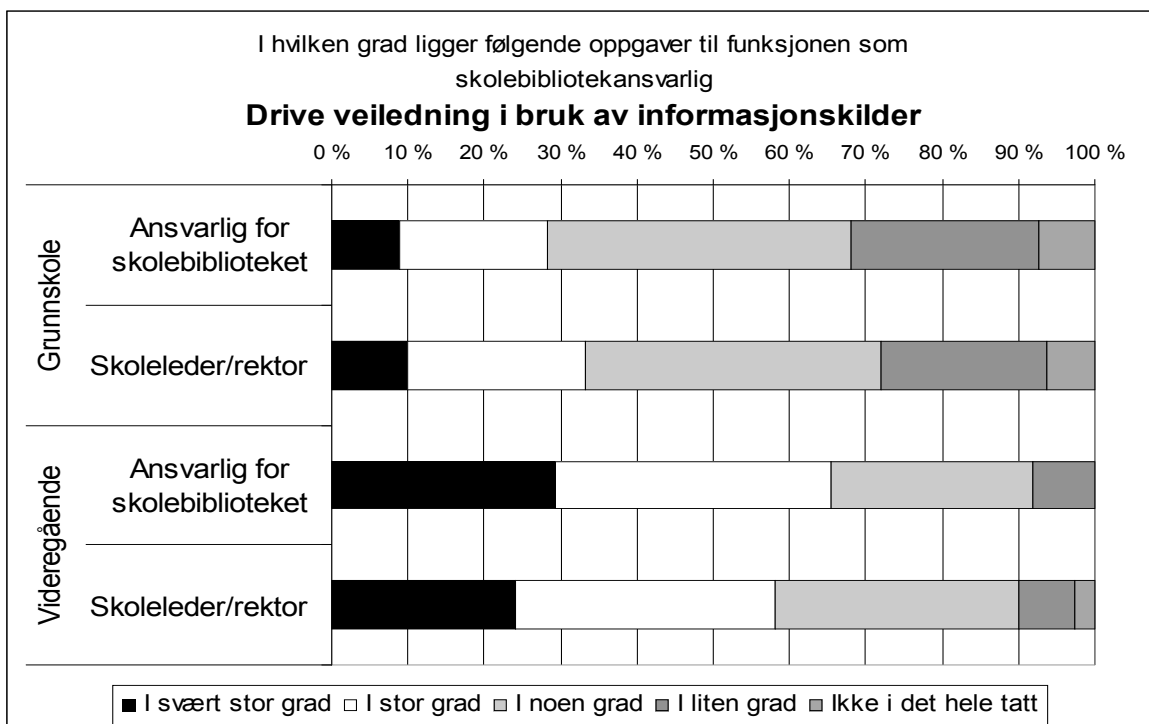 I hvilken grad ligger følgende oppgaver til funksjonen som
skolebibliotekansvarlig
Drive veiledning i bruk av informasjonskilder
0 % 10 % 20 % 30 % 40 % 50 % 60 % 70 % 80 % 90 % 100 %
Grunnskole
Ansvarlig for
skolebiblioteket
Skoleleder/rektor
Videregående
Ansvarlig for
skolebiblioteket
Skoleleder/rektor
I svært stor grad I stor grad I noen grad I liten grad Ikke i det hele tatt